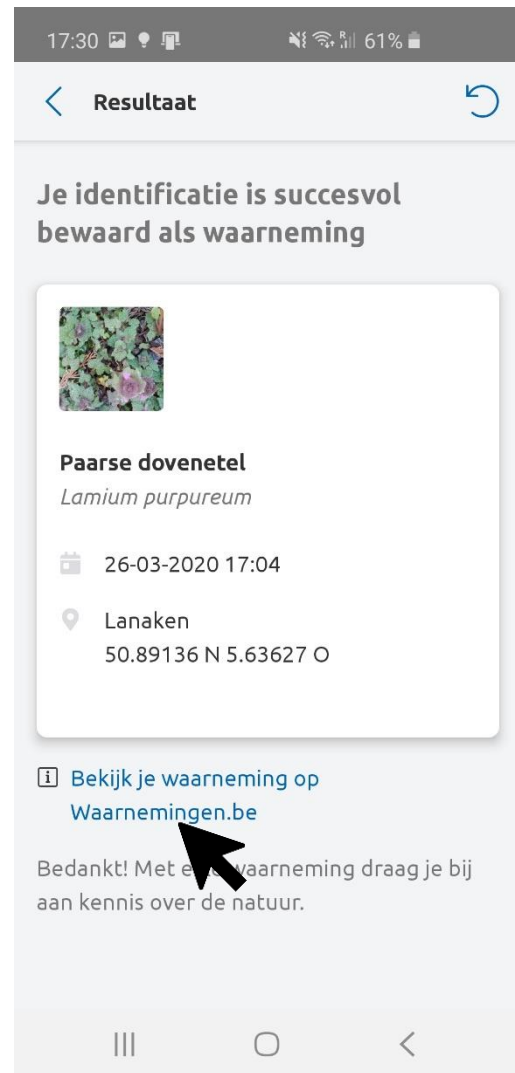 17:30 61%
Resultaat
Je identificatie is succesvol
bewaard als waarneming
Paarse dovenetel
Lamium purpureum
26-03-2020 17:04
Lanaken
50.89136 N 5.63627 O
Bekijk je waarneming op
Waarnemingen.be
Bedankt! Met waarneming draag je bij
aan kennis over de natuur.